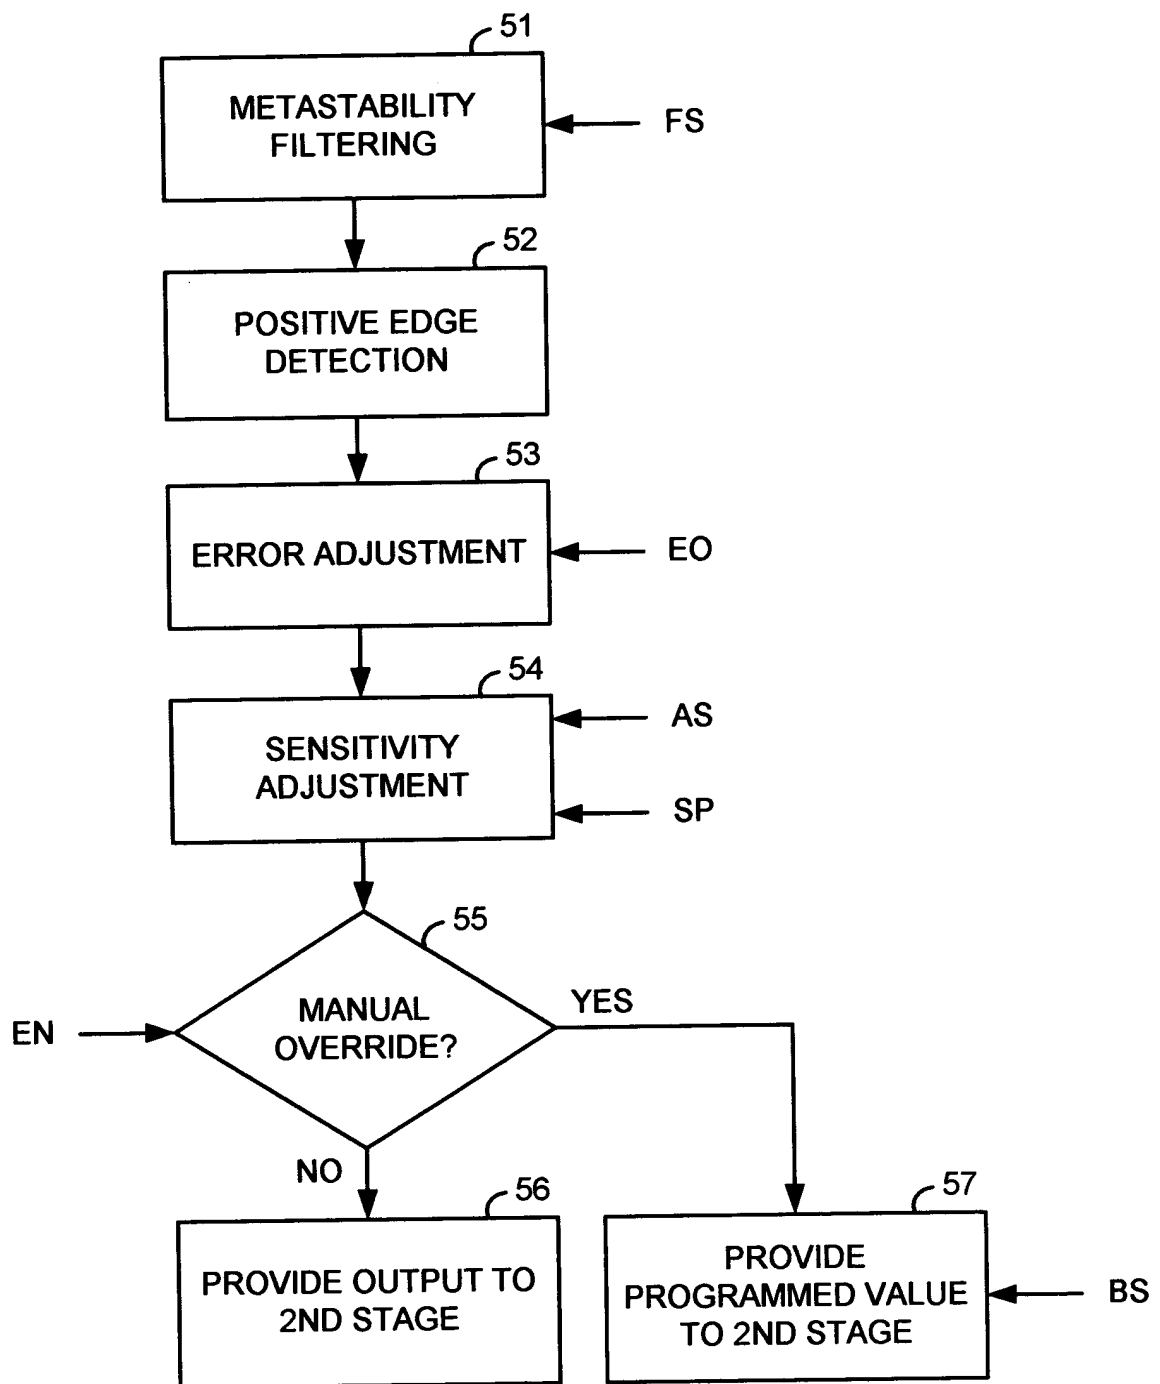 51
METASTABILITY
FILTERING
FS
52
POSITIVE EDGE
DETECTION
53
ERROR ADJUSTMENT
EO
54
SENSITIVITY
ADJUSTMENT
AS
SP
55
MANUAL
OVERRIDE?
EN
YES
NO
56
PROVIDE OUTPUT TO
2ND STAGE
57
PROVIDE
PROGRAMMED VALUE
TO 2ND STAGE
BS